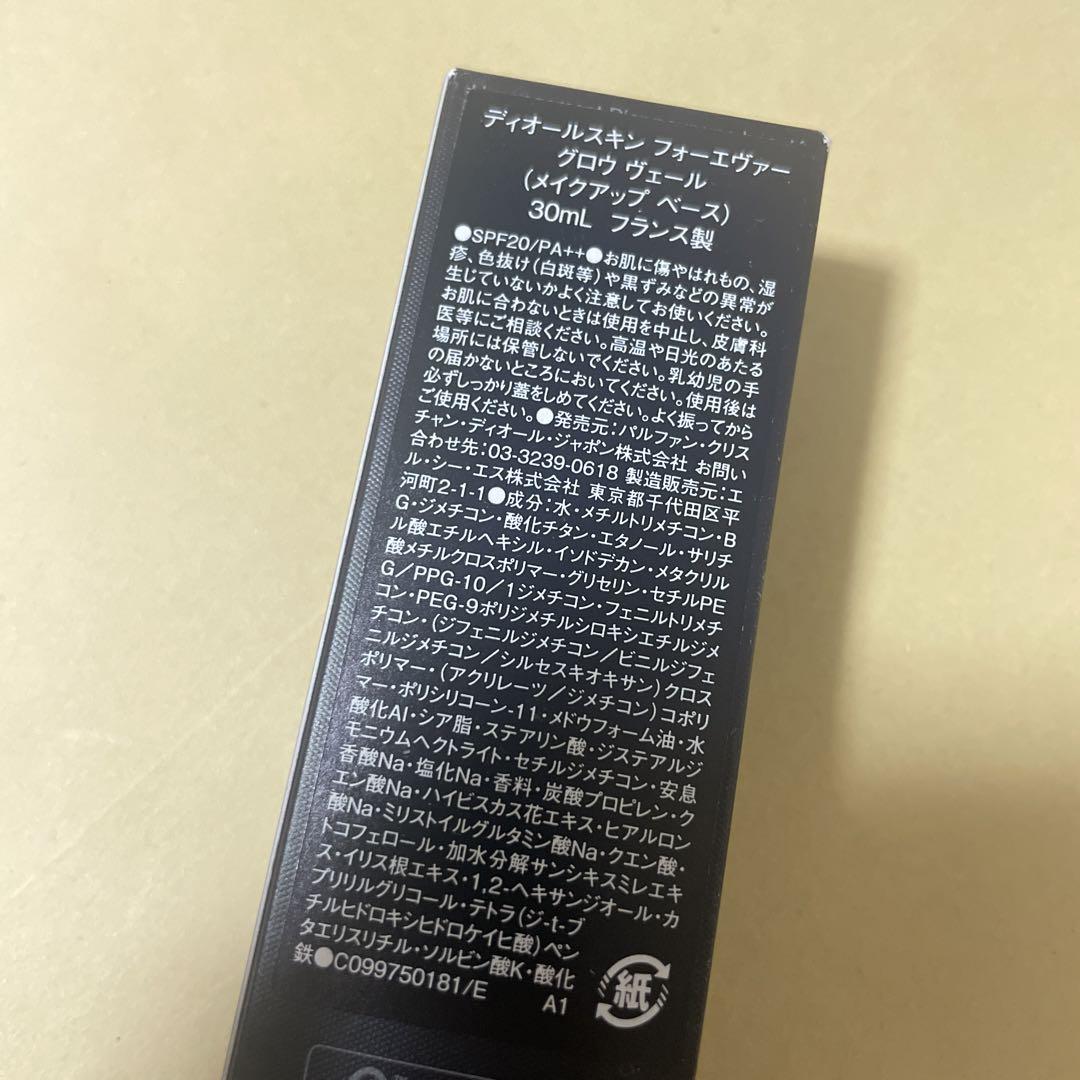 ディオールスキン フォーエヴァー
グロウ ヴェール
(メイクアップ ベース)
30mL フランス製
●SPF20/PA++●お肌に傷やはれもの、湿
疹、色抜け(白斑等)や黒ずみなどの異常が
生じていないかよく注意してお使いください。
お肌に合わないときは使用を中止し、皮膚科
医等にご相談ください。高温や日光のあたる
場所には保管しないでください。乳幼児の手
の届かないところにおいてください。使用後は
必ずしっかり蓋をしめてください。よく振ってから
ご使用ください。●発売元:パルファン・クリス
チャン・ディオール・ジャポン株式会社 お問い
合わせ先:03-3239-0618 製造販売元:エ
ル・シー・エス株式会社 東京都千代田区平
河町2-1-1●成分:水・メチルトリメチコン・B
G・ジメチコン・酸化チタン・エタノール・サリチ
ル酸エチルヘキシル・イソドデカン・メタクリル
酸メチルクロスポリマー・グリセリン・セチルPE
G/PPG-10/1ジメチコン・フェニルトリメチ
コン・PEG-9ポリジメチルシロキシエチルジメ
チコン・(ジフェニルジメチコン/ビニルジフェ
ニルジメチコン/シルセスキオキサン)クロス
ポリマー・(アクリレーツ/ジメチコン)コポリ
マー・ポリシリコーン-11・メドウフォーム油・水
酸化Al・シア脂・ステアリン酸・ジステアルジ
モニウムヘクトライト・セチルジメチコン・安息
香酸Na・塩化Na・香料・炭酸プロピレン・ク
エン酸Na・ハイビスカス花エキス・ヒアルロン
酸Na・ミリストイルグルタミン酸Na・クエン酸・
トコフェロール・加水分解サンシキスミレエキ
ス・イリス根エキス・1,2-ヘキサンジオール・カ
プリリルグリコール・テトラ(ジ-t-ブ
チルヒドロキシヒドロケイヒ酸)ペン
タエリスリチル・ソルビン酸K・酸化
鉄●C099750181/E A1
紙